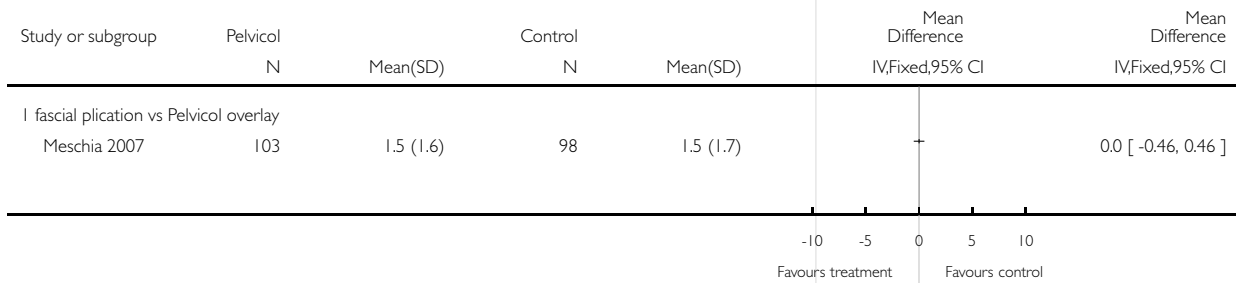 Mean Mean
Study or subgroup Pelvicol Control Difference Difference
N Mean(SD) N Mean(SD) IV,Fixed,95% CI IV,Fixed,95% CI
1 fascial plication vs Pelvicol overlay
Meschia 2007 103 1.5 (1.6) 98 1.5 (1.7) 0.0 [ -0.46, 0.46 ]
-10 -5 0 5 10
Favours treatment Favours control